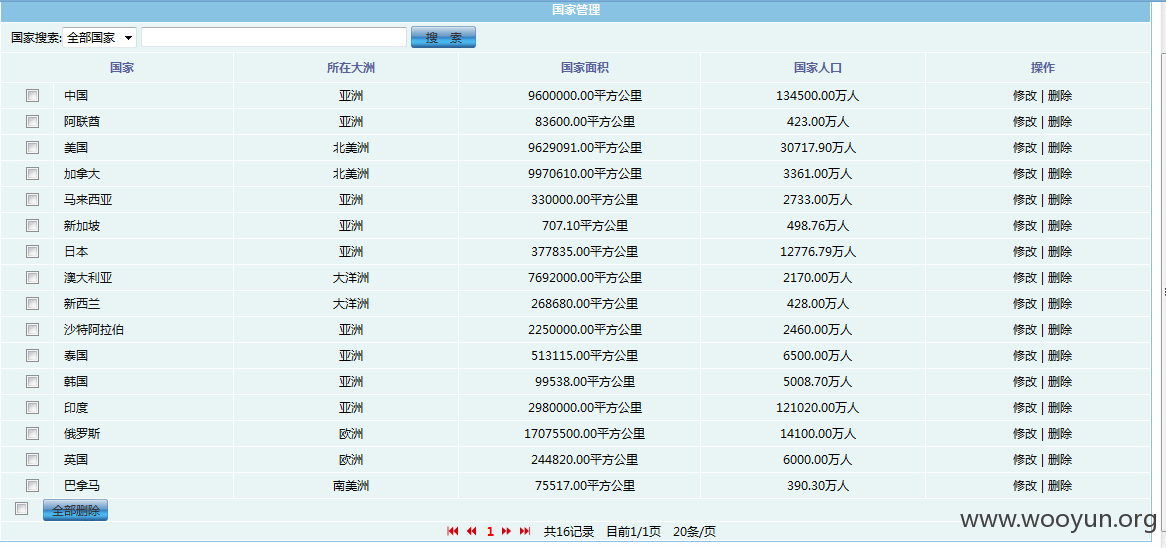 国家管理
国家搜索: 全部国家 搜 索
国家 所在大洲 国家面积 国家人口 操作
中国 亚洲 9600000.00平方公里 134500.00万人 修改 | 删除
阿联酋 亚洲 83600.00平方公里 423.00万人 修改 | 删除
美国 北美洲 9629091.00平方公里 30717.90万人 修改 | 删除
加拿大 北美洲 9970610.00平方公里 3361.00万人 修改 | 删除
马来西亚 亚洲 330000.00平方公里 2733.00万人 修改 | 删除
新加坡 亚洲 707.10平方公里 498.76万人 修改 | 删除
日本 亚洲 377835.00平方公里 12776.79万人 修改 | 删除
澳大利亚 大洋洲 7692000.00平方公里 2170.00万人 修改 | 删除
新西兰 大洋洲 268680.00平方公里 428.00万人 修改 | 删除
沙特阿拉伯 亚洲 2250000.00平方公里 2460.00万人 修改 | 删除
泰国 亚洲 513115.00平方公里 6500.00万人 修改 | 删除
韩国 亚洲 99538.00平方公里 5008.70万人 修改 | 删除
印度 亚洲 2980000.00平方公里 121020.00万人 修改 | 删除
俄罗斯 欧洲 17075500.00平方公里 14100.00万人 修改 | 删除
英国 欧洲 244820.00平方公里 6000.00万人 修改 | 删除
巴拿马 南美洲 75517.00平方公里 390.30万人 修改 | 删除
全部删除
1 共16记录 目前1/1页 20条/页
www.wooyun.org